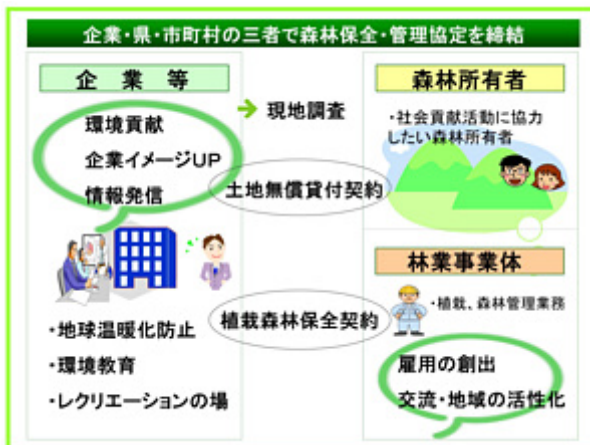 企業・県・市町村の三者で森林保全・管理協定を締結
企業等
環境貢献
企業イメージUP
情報発信
・地球温暖化防止
・環境教育
・レクリエーションの場
現地調査
土地無償貸付契約
植栽森林保全契約
森林所有者
・社会貢献活動に協力
したい森林所有者
林業事業体
・植栽、森林管理業務
雇用の創出
交流・地域の活性化